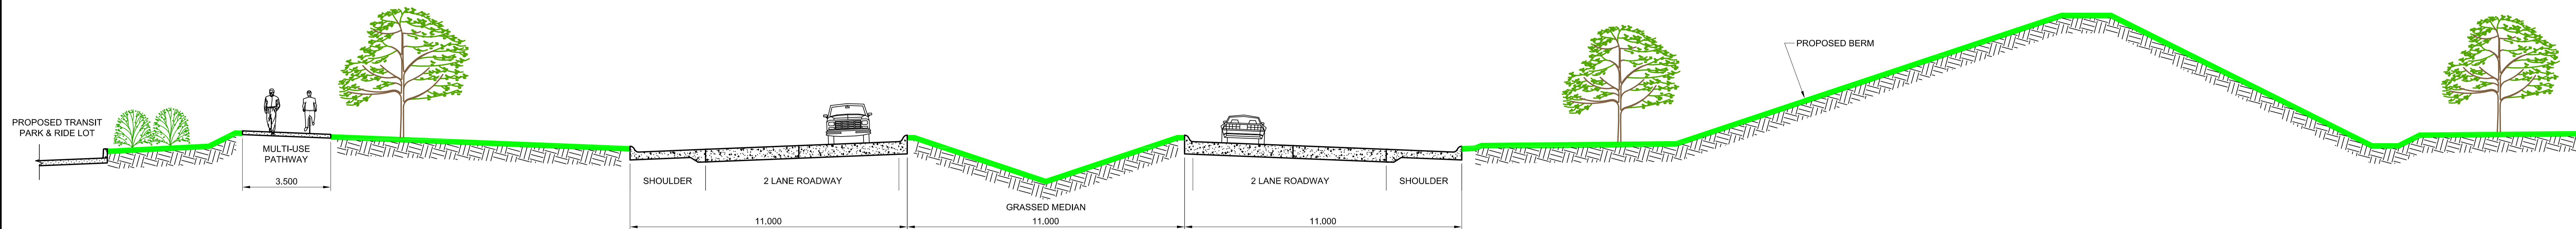 PROPOSED TRANSIT
PARK & RIDE LOT
MULTI-USE
PATHWAY
3.500
SHOULDER
2 LANE ROADWAY
11.000
GRASSED MEDIAN
11.000
2 LANE ROADWAY
SHOULDER
11.000
PROPOSED BERM